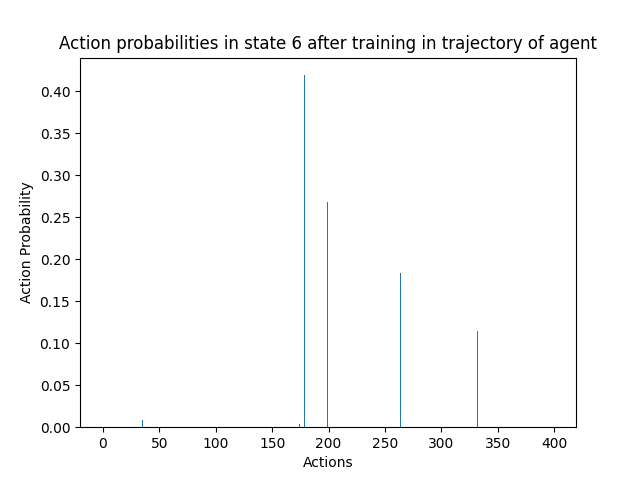 Action probabilities in state 6 after training in trajectory of agent
0.40
0.35
0.30
0.25
0.20
0.15
0.10
0.05
0.00
Action Probability
0 50 100 150 200 250 300 350 400
Actions